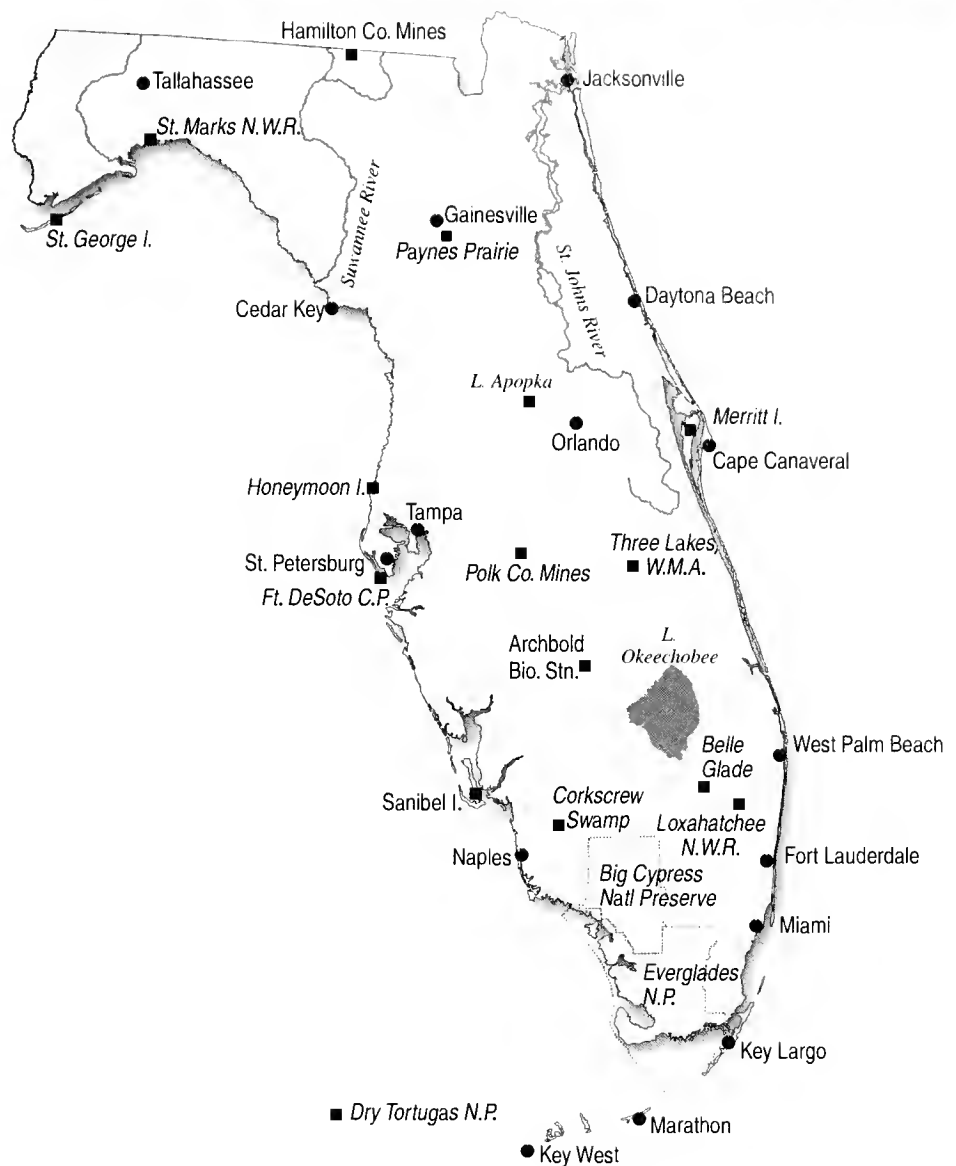 Hamilton Co. Mines
Tallahassee
Jacksonville
St. Marks N.W.R.
St. George I.
Suwannee River
Gainesville
Paynes Prairie
St. Johns River
Cedar Key
Daytona Beach
L. Apopka
Orlando
Merritt I.
Cape Canaveral
Honeymoon I.
Tampa
St. Petersburg
Ft. DeSoto C.P.
Polk Co. Mines
Three Lakes
W.M.A.
Archbold
Bio. Stn.
L.
Okeechobee
West Palm Beach
Belle
Glade
Sanibel I.
Corkscrew
Swamp
Loxahatchee
N.W.R.
Naples
Fort Lauderdale
Big Cypress
Natl Preserve
Miami
Everglades
N.P.
Key Largo
Dry Tortugas N.P.
Marathon
Key West